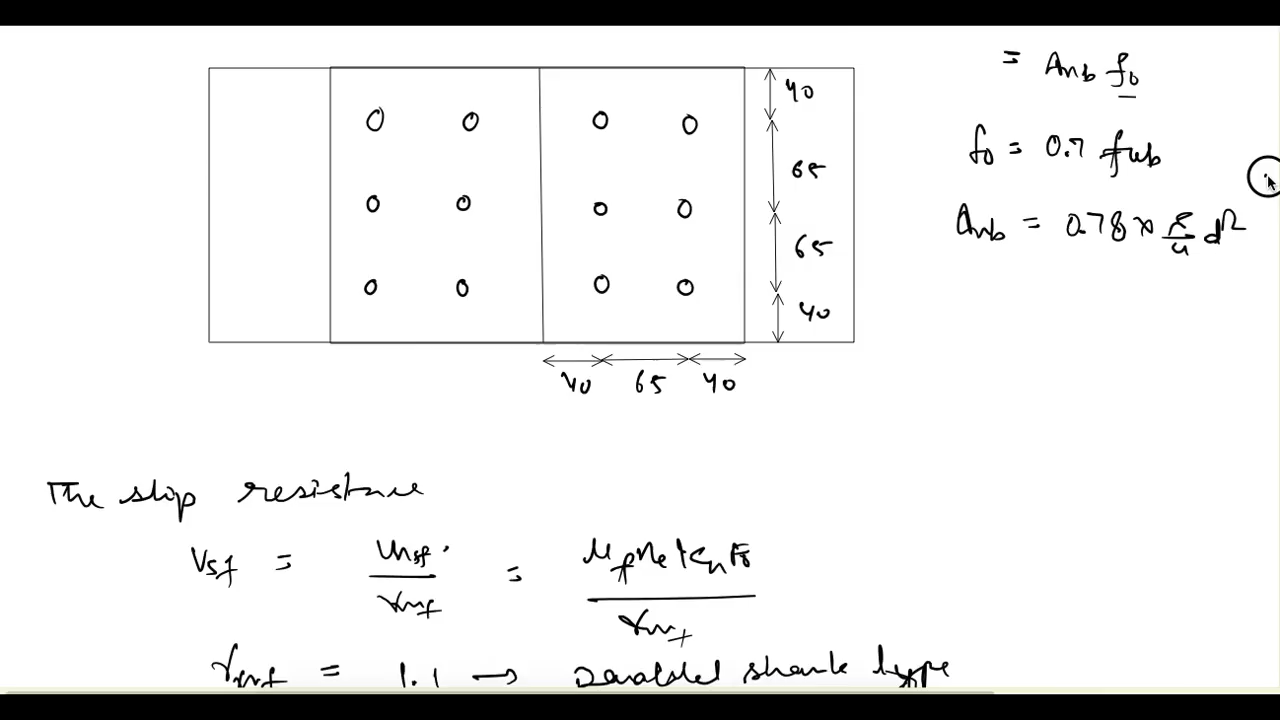 = Anb f0
40
f0 = 0.7 fub
65
Anb = 0.78 × π/4 d²
65
40
40 65 40
The slip resistance
Vsf = Vnsf / γmf = μf ne Kh F0 / γmf
γmf = 1.1 → parallel shank type